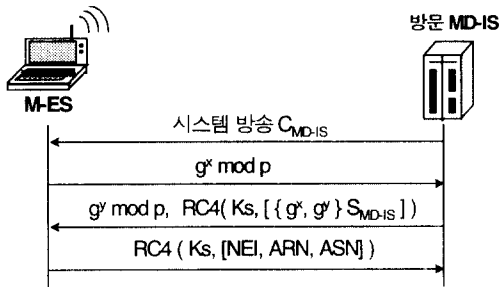 방문 MD-IS
M-ES
시스템 방송 C_MD-IS
g^x mod p
g^y mod p, RC4( Ks, [ { g^x, g^y } S_MD-IS ] )
RC4 ( Ks, [NEI, ARN, ASN] )